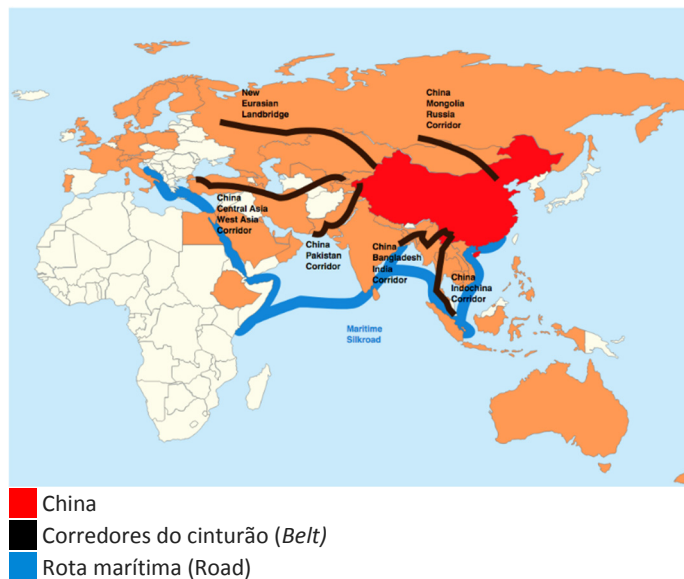 New
Eurasian
Landbridge
China
Mongolia
Russia
Corridor
China
Central Asia
West Asia
Corridor
China
Pakistan
Corridor
China
Bangladesh
India
Corridor
China
Indochina
Corridor
Maritime
Silkroad
China
Corredores do cinturão (Belt)
Rota marítima (Road)